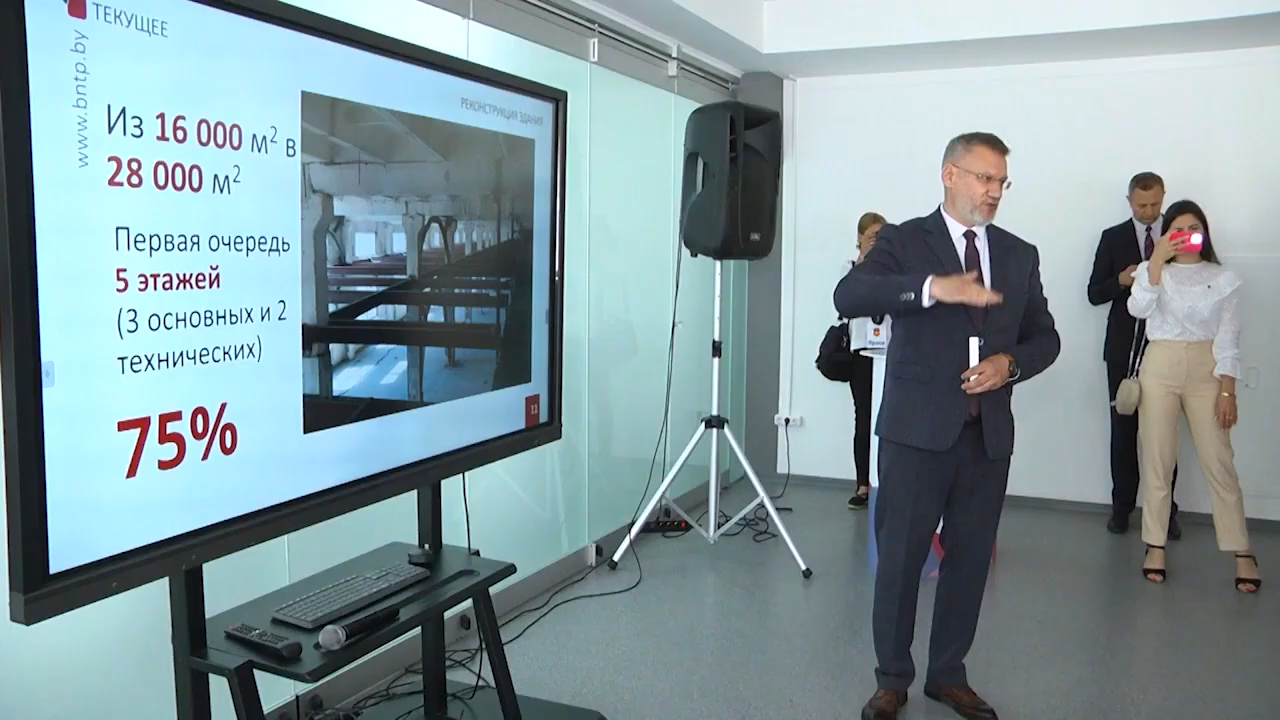 ТЕКУЩЕЕ
www.bntp.by
РЕКОНСТРУКЦИЯ ЗДАНИЯ
Из 16 000 м² в
28 000 м²
Первая очередь
5 этажей
(3 основных и 2
технических)
75%
11